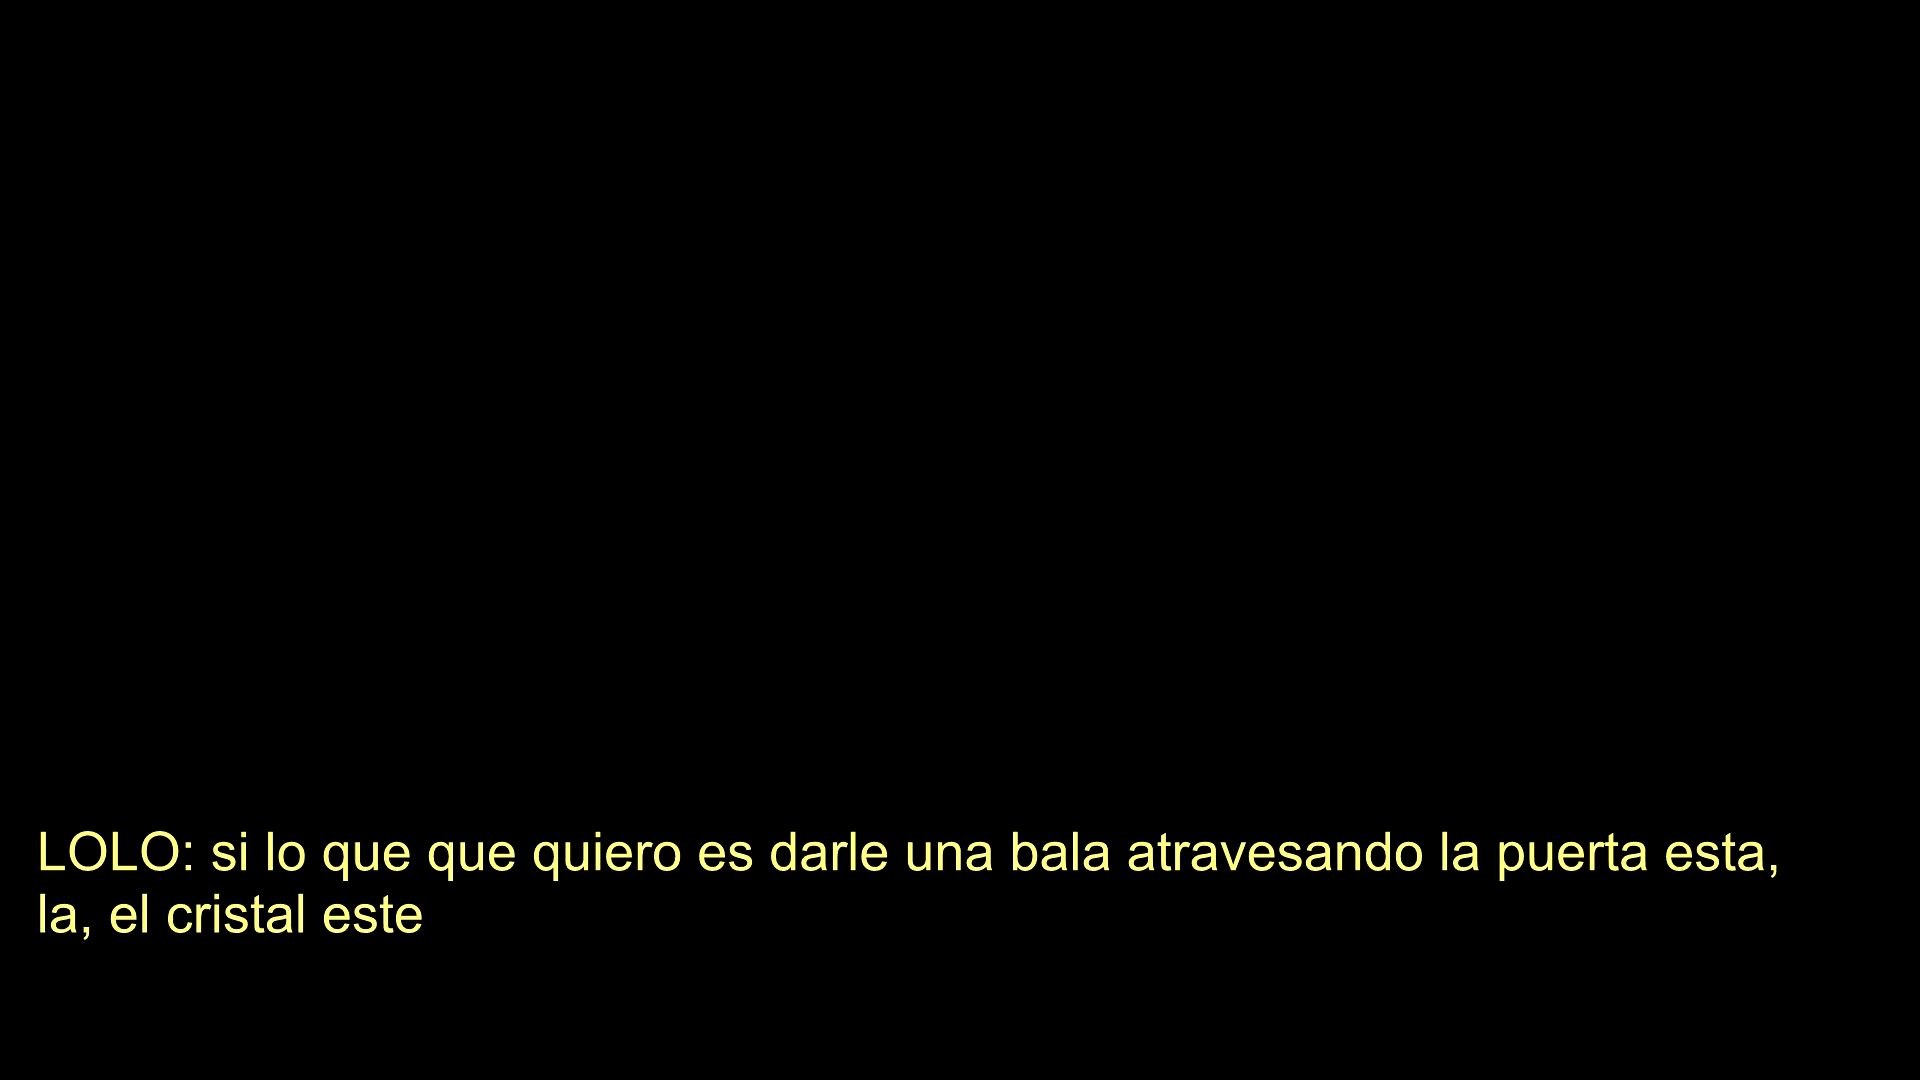 LOLO: si lo que que quiero es darle una bala atravesando la puerta esta,
la, el cristal este